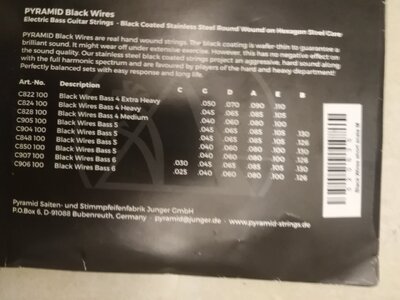 PYRAMID Black Wires
Electric Bass Guitar Strings - Black Coated Stainless Steel Round Wound on Hexagon Steel Core
PYRAMID Black Wires are real hand wound strings. The black coating is wafer-thin to guarantee a
brilliant sound. It might wear off under extensive exercise. However, this has no negative effect on
the sound quality. Our stainless steel black coated strings project an aggressive, hard sound along
with the full harmonic spectrum and are favoured by players of the hard and heavy department!
Perfectly balanced sets with easy response and long life.
Art.-No. Description C G D A E B
C822 100 Black Wires Bass 4 Extra Heavy .050 .070 .090 .110
C824 100 Black Wires Bass 4 Heavy .045 .065 .085 .105
C828 100 Black Wires Bass 4 Medium .040 .060 .080 .100
C905 100 Black Wires Bass 5 .045 .065 .085 .105 .130
C904 100 Black Wires Bass 5 .040 .060 .080 .100 .126
C848 100 Black Wires Bass 5 .045 .065 .085 .105 .130
C850 100 Black Wires Bass 5 .040 .060 .080 .100 .126
C907 100 Black Wires Bass 6 .030 .045 .065 .085 .105 .130
C906 100 Black Wires Bass 6 .025 .040 .060 .080 .100 .126
Pyramid Saiten- und Stimmpfeifenfabrik Junger GmbH
P.O.Box 6, D-91088 Bubenreuth, Germany pyramid@junger.de - www.pyramid-strings.de
Black Wires short scale M